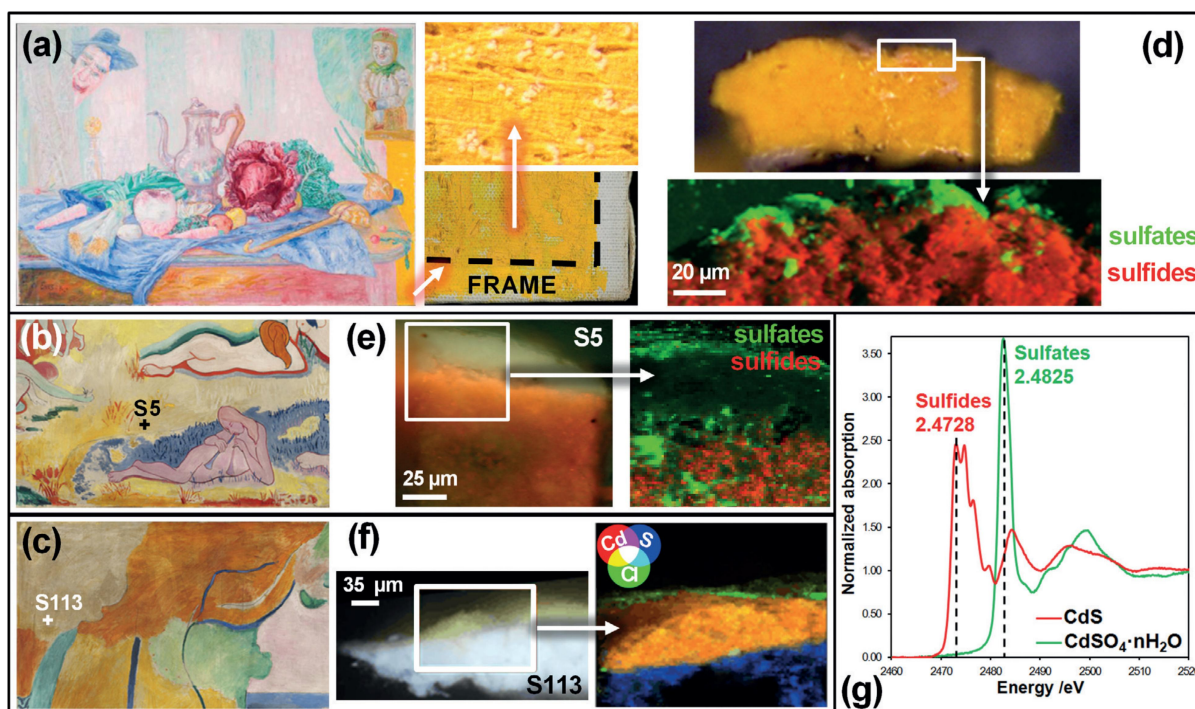 (a)
FRAME
(d)
sulfates
sulfides
20 µm
(b)
S5
(e)
S5
25 µm
sulfates
sulfides
(c)
S113
(f)
35 µm
S113
Cd
S
Cl
3.50
3.00
2.50
2.00
1.50
1.00
0.50
0.00
Normalized absorption
Sulfates
2.4825
Sulfides
2.4728
CdS
CdSO₄·nH₂O
2460
2470
2480
2490
2500
2510
2520
Energy /eV
(g)